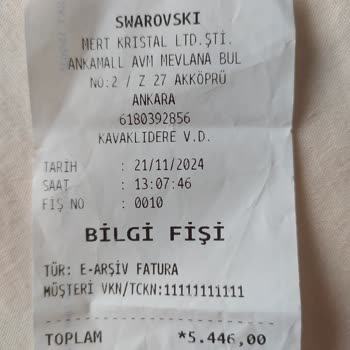 SWAROVSKI
MERT KRİSTAL LTD.ŞTİ.
ANKAMALL AVM MEVLANA BUL
NO:2 / Z 27 AKKÖPRÜ
ANKARA
6180392856
KAVAKLIDERE V.D.
TARİH : 21/11/2024
SAAT : 13:07:46
FİŞ NO : 0010
BİLGİ FİŞİ
TÜR: E-ARŞİV FATURA
MÜŞTERİ VKN/TCKN:11111111111
TOPLAM *5.446,00